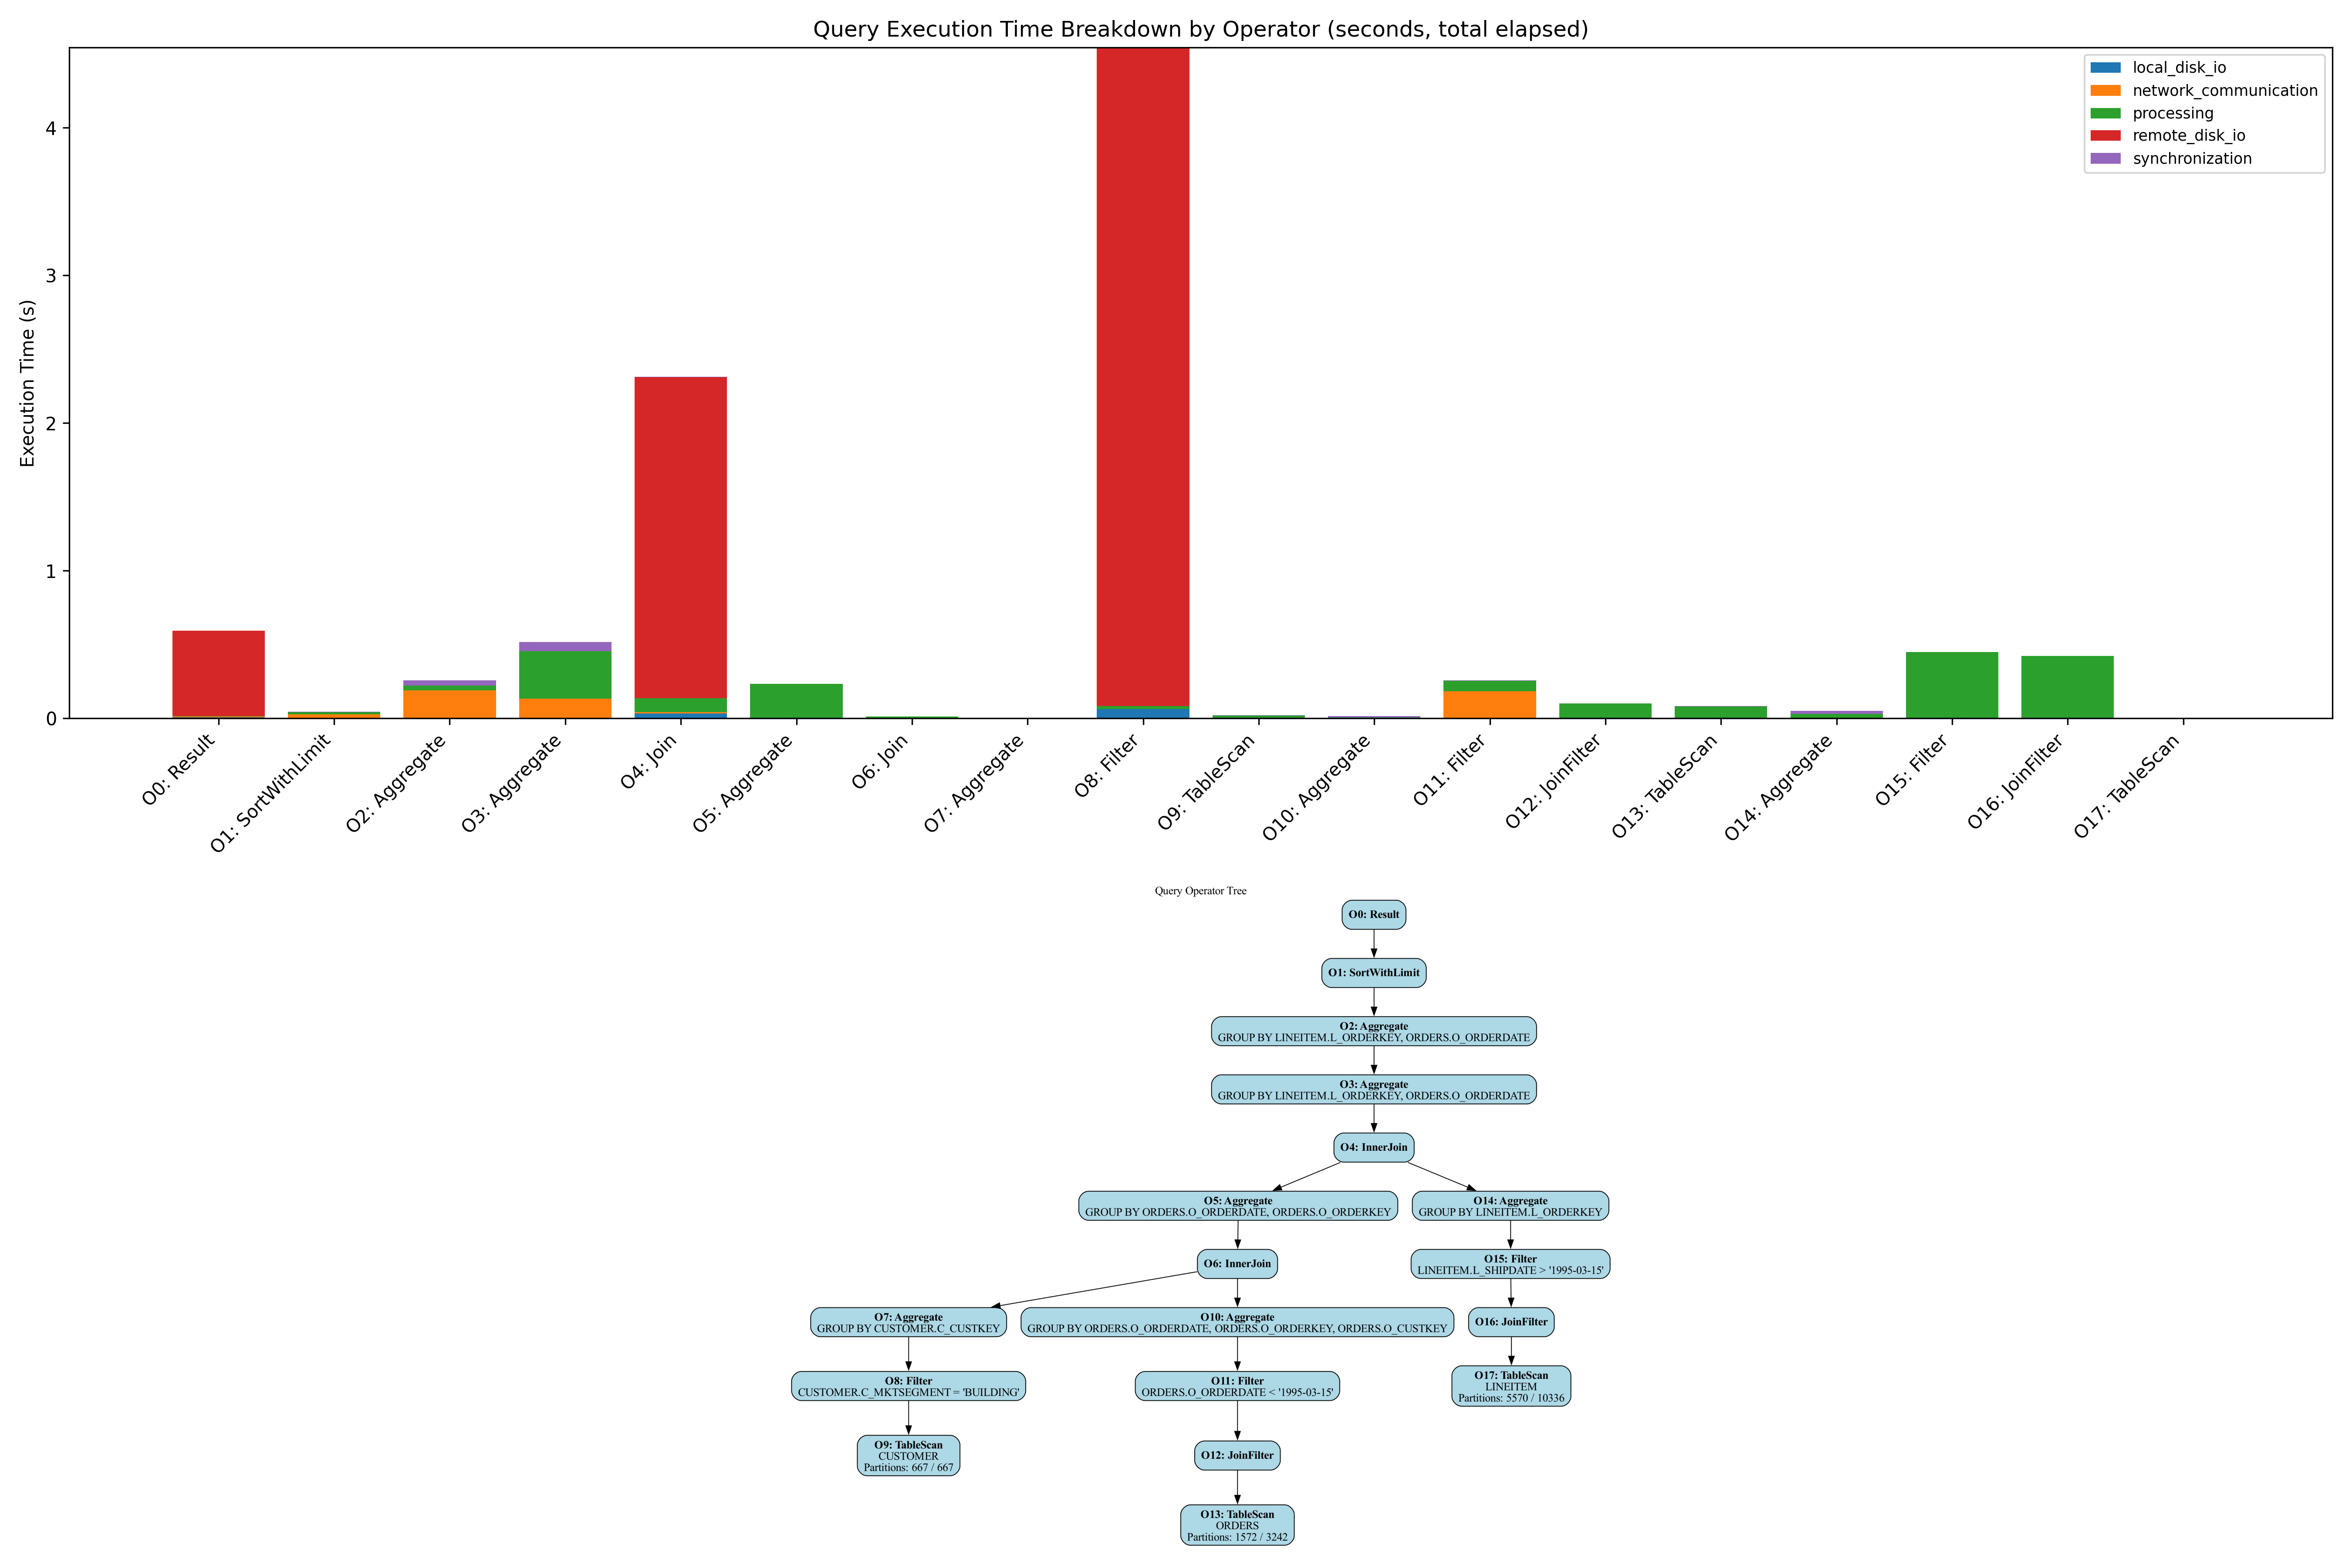 Query Execution Time Breakdown by Operator (seconds, total elapsed)
Execution Time (s)
4
3
2
1
0
local_disk_io
network_communication
processing
remote_disk_io
synchronization
O0: Result
O1: SortWithLimit
O2: Aggregate
O3: Aggregate
O4: Join
O5: Aggregate
O6: Join
O7: Aggregate
O8: Filter
O9: TableScan
O10: Aggregate
O11: Filter
O12: JoinFilter
O13: TableScan
O14: Aggregate
O15: Filter
O16: JoinFilter
O17: TableScan
Query Operator Tree
O0: Result
O1: SortWithLimit
O2: Aggregate
GROUP BY LINEITEM.L_ORDERKEY, ORDERS.O_ORDERDATE
O3: Aggregate
GROUP BY LINEITEM.L_ORDERKEY, ORDERS.O_ORDERDATE
O4: InnerJoin
O5: Aggregate
GROUP BY ORDERS.O_ORDERDATE, ORDERS.O_ORDERKEY
O14: Aggregate
GROUP BY LINEITEM.L_ORDERKEY
O6: InnerJoin
O15: Filter
LINEITEM.L_SHIPDATE > '1995-03-15'
O7: Aggregate
GROUP BY CUSTOMER.C_CUSTKEY
O10: Aggregate
GROUP BY ORDERS.O_ORDERDATE, ORDERS.O_ORDERKEY, ORDERS.O_CUSTKEY
O16: JoinFilter
O8: Filter
CUSTOMER.C_MKTSEGMENT = 'BUILDING'
O11: Filter
ORDERS.O_ORDERDATE < '1995-03-15'
O17: TableScan
LINEITEM
Partitions: 5570 / 10336
O9: TableScan
CUSTOMER
Partitions: 667 / 667
O12: JoinFilter
O13: TableScan
ORDERS
Partitions: 1572 / 3242